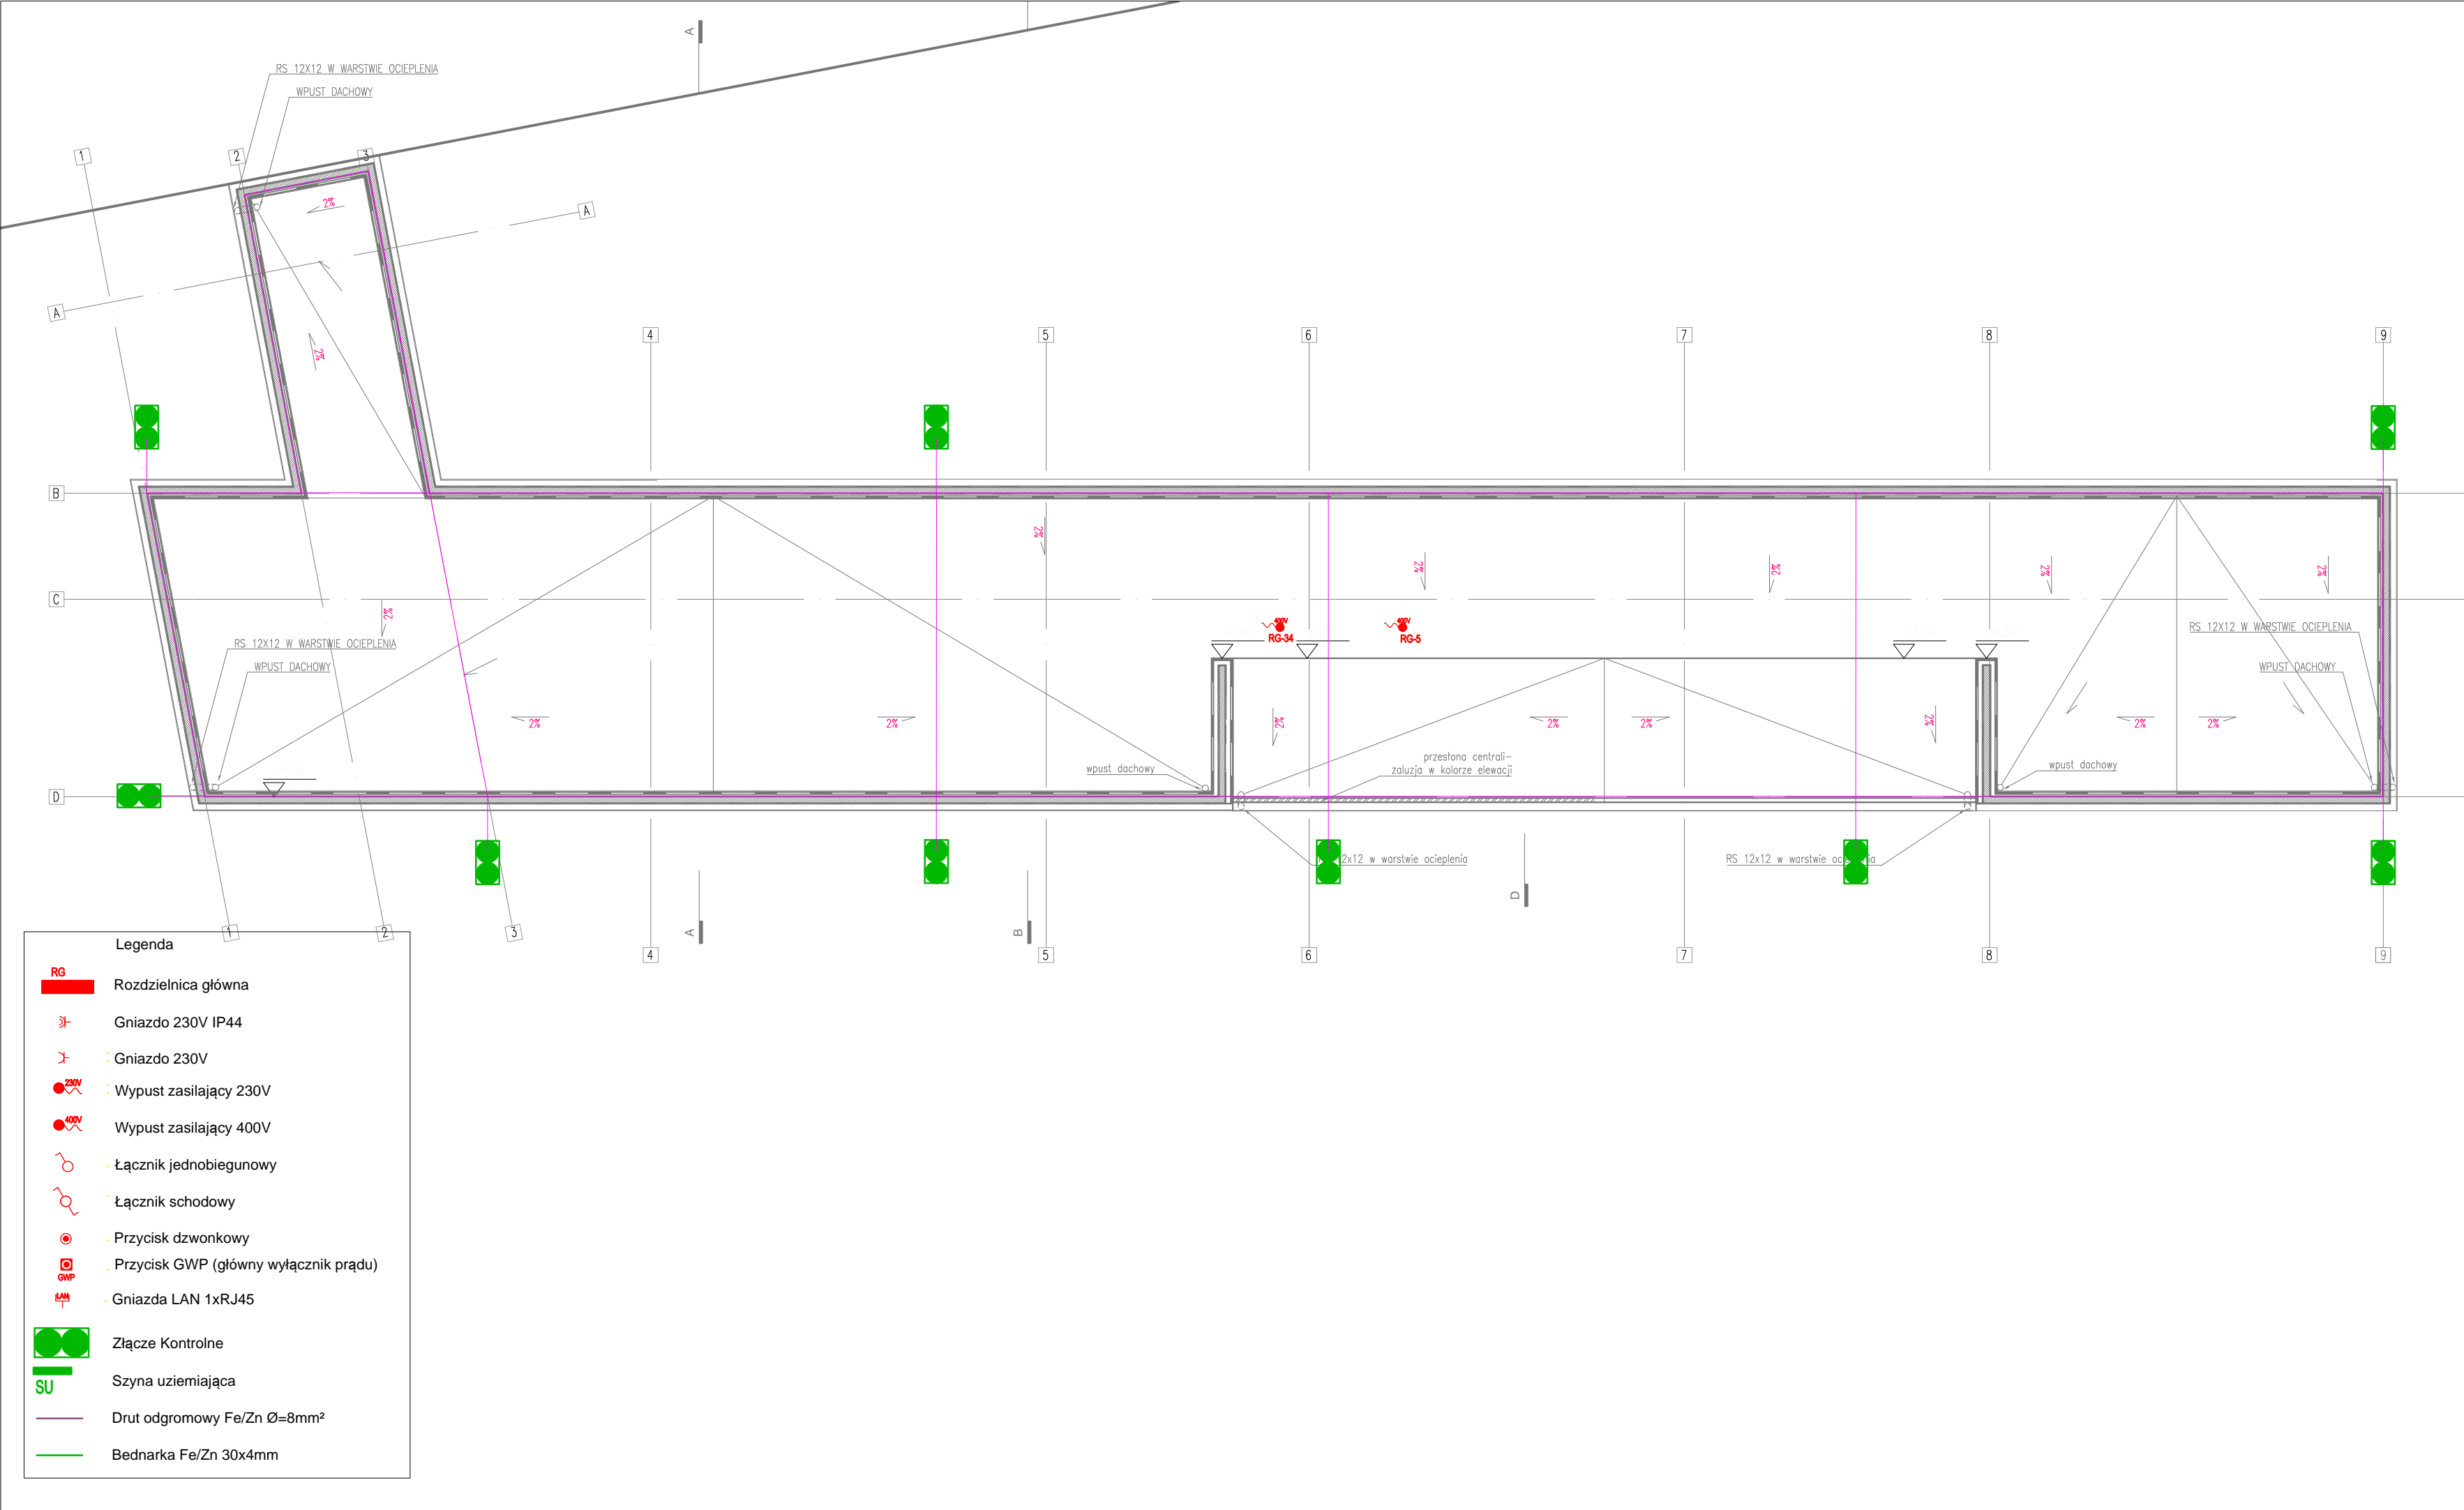 A
RS 12X12 W WARSTWIE OCIEPLENIA
WPUST DACHOWY
1
2
3
2%
A
A
2%
4
5
6
7
8
9
B
2%
2%
2%
2%
2%
C
2%
400V
RG-34
400V
RG-5
RS 12X12 W WARSTWIE OCIEPLENIA
WPUST DACHOWY
RS 12X12 W WARSTWIE OCIEPLENIA
WPUST DACHOWY
2%
2%
2%
2%
2%
2%
2%
2%
przesłona centrali-
żaluzja w kolorze elewacji
wpust dachowy
wpust dachowy
D
2x12 w warstwie ocieplenia
RS 12x12 w warstwie oc
ia
D
A
B
1
2
3
4
5
6
7
8
9
Legenda
RG
Rozdzielnica główna
Gniazdo 230V IP44
Gniazdo 230V
230V
Wypust zasilający 230V
400V
Wypust zasilający 400V
Łącznik jednobiegunowy
Łącznik schodowy
Przycisk dzwonkowy
Przycisk GWP (główny wyłącznik prądu)
GWP
LAN
Gniazda LAN 1xRJ45
Złącze Kontrolne
Szyna uziemiająca
SU
Drut odgromowy Fe/Zn Ø=8mm²
Bednarka Fe/Zn 30x4mm